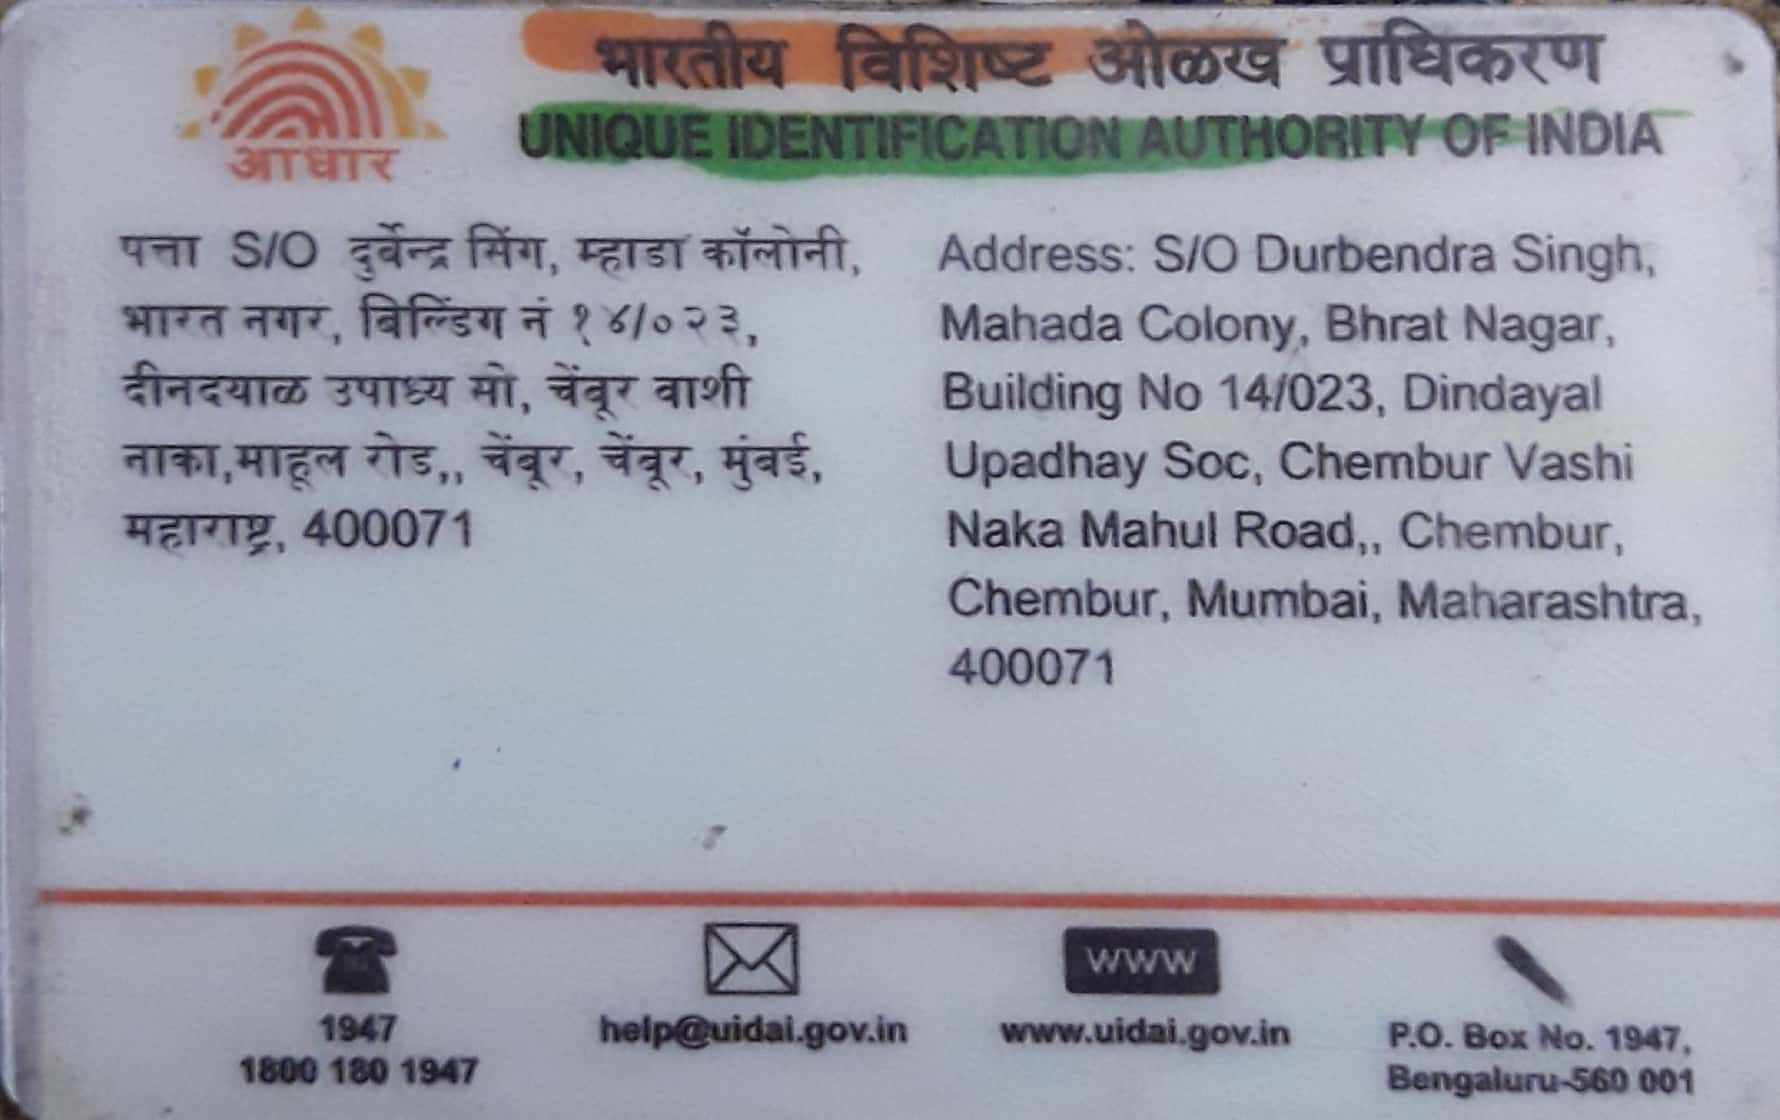 आधार
भारतीय विशिष्ट ओळख प्राधिकरण
UNIQUE IDENTIFICATION AUTHORITY OF INDIA
पत्ता S/O दुर्बेन्द्र सिंग, म्हाडा कॉलोनी,
भारत नगर, बिल्डिंग नं १४/०२३,
दीनदयाळ उपाध्य सो, चेंबूर वाशी
नाका,माहूल रोड,, चेंबूर, चेंबूर, मुंबई,
महाराष्ट्र, 400071
Address: S/O Durbendra Singh,
Mahada Colony, Bhrat Nagar,
Building No 14/023, Dindayal
Upadhay Soc, Chembur Vashi
Naka Mahul Road,, Chembur,
Chembur, Mumbai, Maharashtra,
400071
1947
1800 180 1947
help@uidai.gov.in
www
www.uidai.gov.in
P.O. Box No. 1947,
Bengaluru-560 001